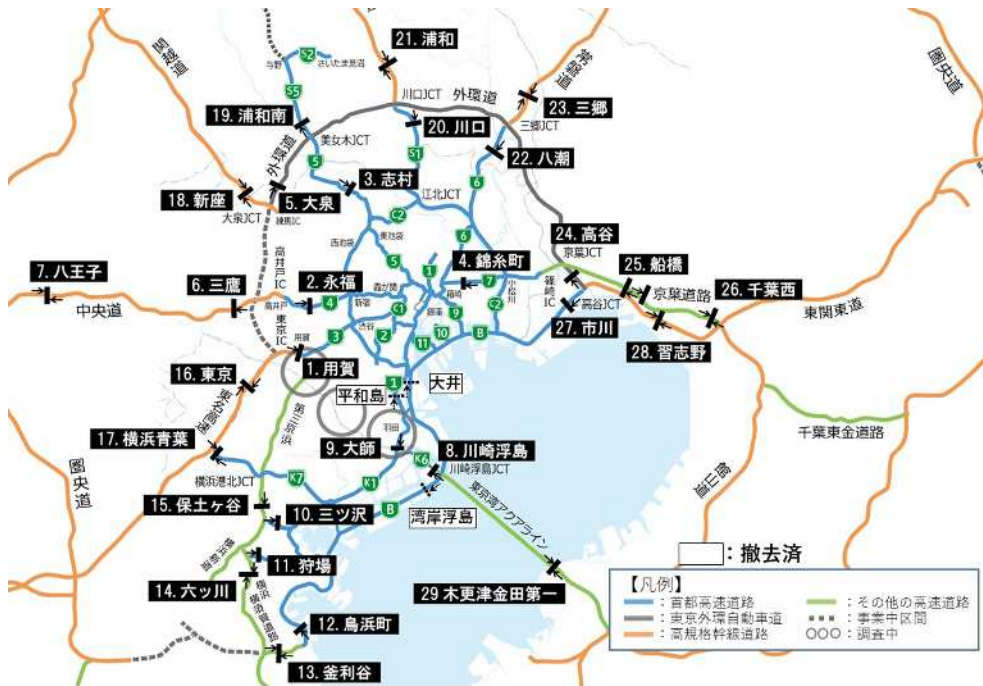 21. 浦和
関越道
S2
与野
さいたま見沼
常磐道
圏央道
S5
川口JCT
外環道
23. 三郷
19. 浦和南
三郷JCT
20. 川口
美女木JCT
外環道
S1
22. 八潮
5
3. 志村
6
18. 新座
5. 大泉
江北JCT
大泉JCT
練馬IC
C2
24. 高谷
6
東池袋
京葉JCT
西池袋
25. 船橋
7. 八王子
高井戸IC
5
1
4. 錦糸町
6. 三鷹
2. 永福
霞が関
7
小松川
篠崎IC
京葉道路
26. 千葉西
箱崎
高井戸
4
新宿
C1
銀座
9
C2
高谷JCT
東関東道
中央道
東京IC
用賀
3
渋谷
2
11
10
B
27. 市川
28. 習志野
1. 用賀
16. 東京
1
大井
平和島
東名高速
第三京浜
羽田
千葉東金道路
17. 横浜青葉
9. 大師
8. 川崎浮島
K6
川崎浮島JCT
館山道
圏央道
横浜港北JCT
K7
K1
東京湾アクアライン
B
15. 保土ヶ谷
10. 三ツ沢
湾岸浮島
横浜新道
11. 狩場
：撤去済
14. 六ッ川
29 木更津金田第一
横浜横須賀道路
12. 鳥浜町
13. 釜利谷
【凡例】
：首都高速道路
：その他の高速道路
：東京外環自動車道
：事業中区間
：高規格幹線道路
：調査中